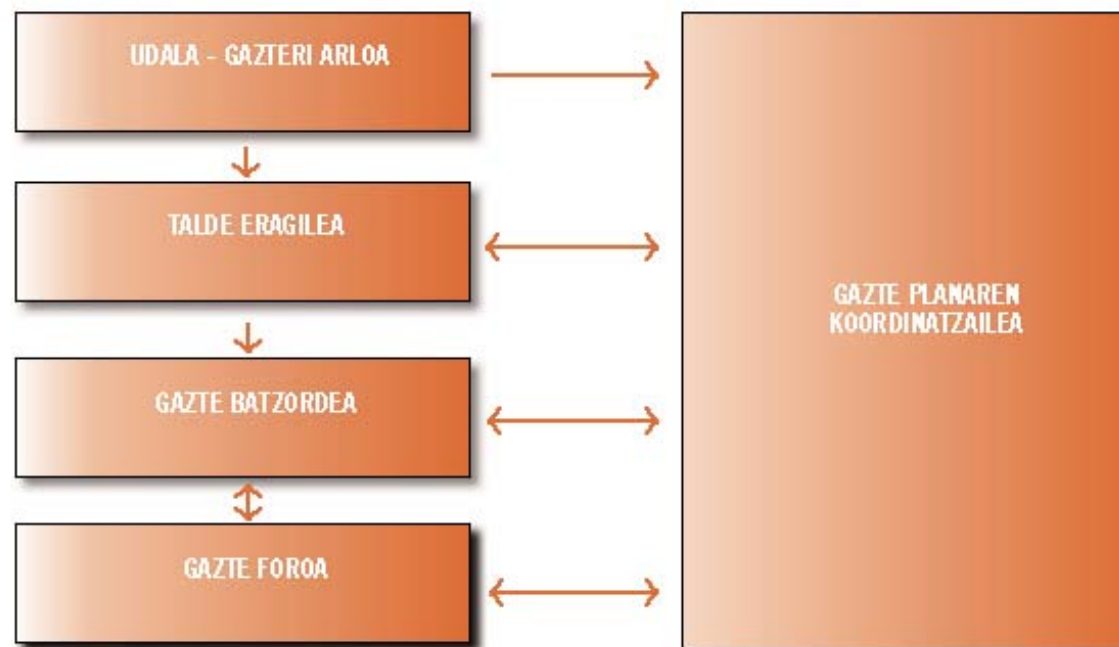 UDALA - GAZTERI ARLOA
TALDE ERAGILEA
GAZTE BATZORDEA
GAZTE FOROA
GAZTE PLANAREN
KOORDINATZAILEA